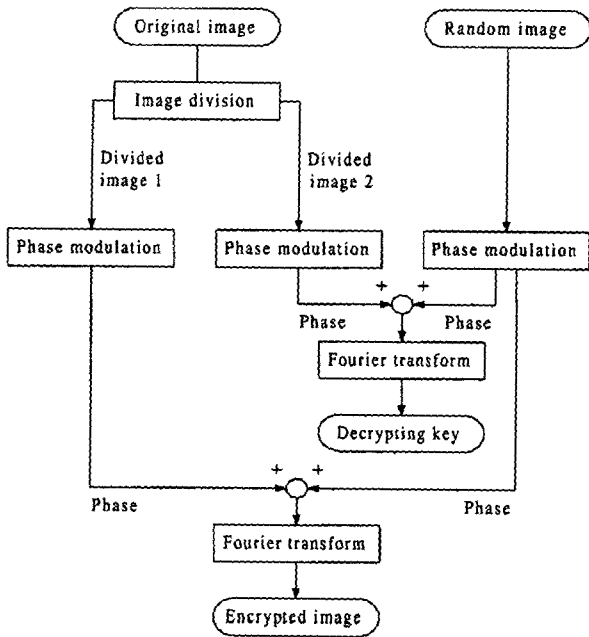 Original image
Random image
Image division
Divided
image 1
Divided
image 2
Phase modulation
Phase modulation
Phase modulation
+ +
Phase
Phase
Fourier transform
Decrypting key
+ +
Phase
Phase
Fourier transform
Encrypted image